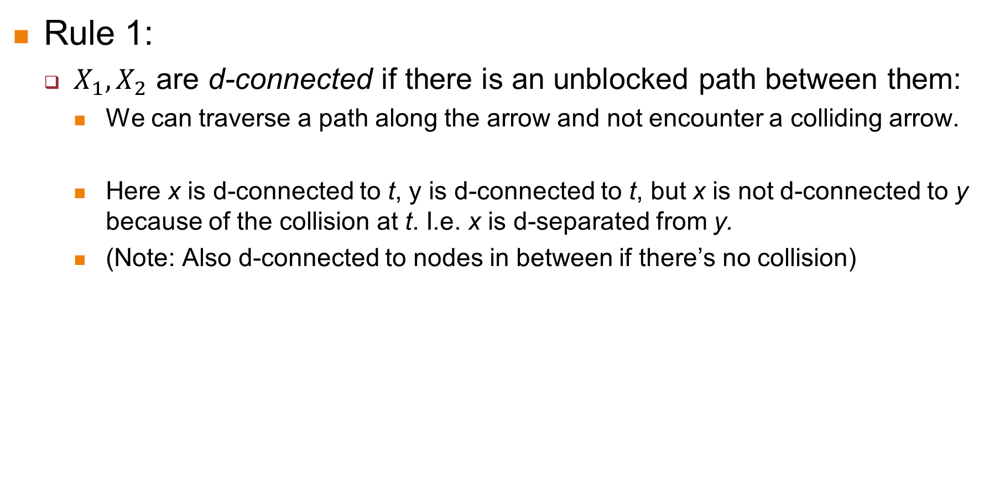 Rule 1:
X₁, X₂ are d-connected if there is an unblocked path between them:
We can traverse a path along the arrow and not encounter a colliding arrow.
Here x is d-connected to t, y is d-connected to t, but x is not d-connected to y
because of the collision at t. I.e. x is d-separated from y.
(Note: Also d-connected to nodes in between if there’s no collision)